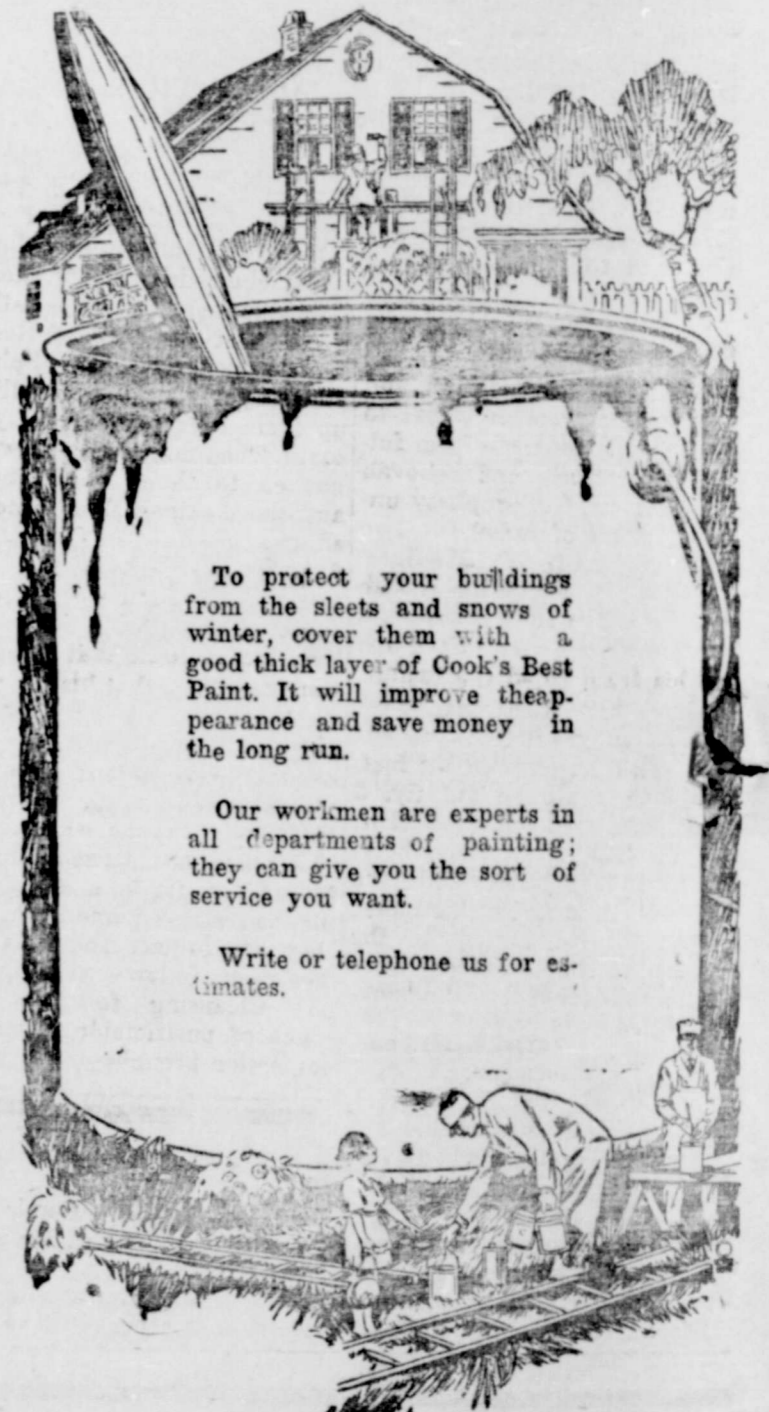 To protect your buildings
from the sleets and snows of
winter, cover them with a
good thick layer of Cook's Best
Paint. It will improve theap-
pearance and save money in
the long run.
Our workmen are experts in
all departments of painting;
they can give you the sort of
service you want.
Write or telephone us for es-
timates.